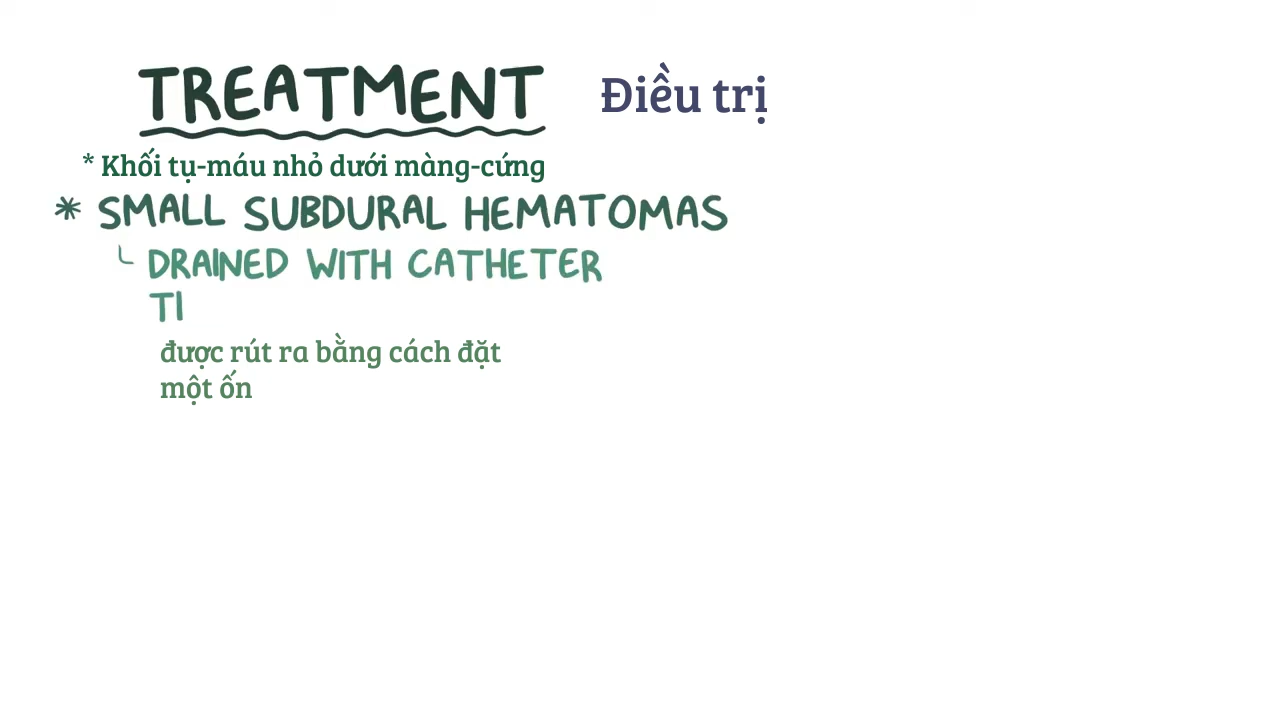 TREATMENT Điều trị
* Khối tụ-máu nhỏ dưới màng-cứng
* SMALL SUBDURAL HEMATOMAS
DRAINED WITH CATHETER
TI
được rút ra bằng cách đặt
một ốn